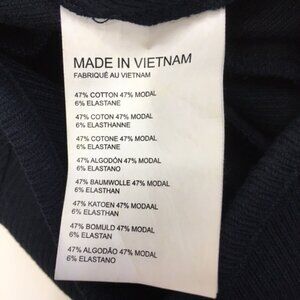 MADE IN VIETNAM
FABRIQUÉ AU VIETNAM
47% COTTON 47% MODAL
6% ELASTANE
47% COTON 47% MODAL
6% ELASTHANNE
47% COTONE 47% MODAL
6% ELASTANE
47% ALGODÓN 47% MODAL
6% ELASTANO
47% BAUMWOLLE 47% MODAL
6% ELASTHAN
47% KATOEN 47% MODAAL
6% ELASTHAN
47% BOMULD 47% MODAL
6% ELASTAN
47% ALGODÃO 47% MODAL
6% ELASTANO